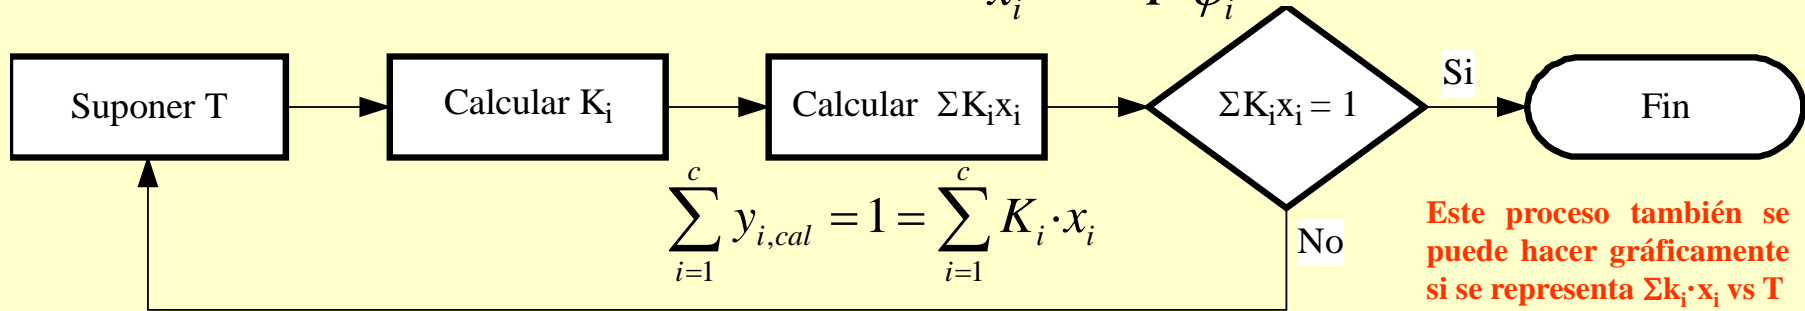 Suponer T
Calcular Kᵢ
Calcular ΣKᵢxᵢ
ΣKᵢxᵢ = 1
Si
Fin
No
c c
∑ yᵢ,cal = 1 = ∑ Kᵢ·xᵢ
i=1 i=1
Este proceso también se
puede hacer gráficamente
si se representa Σkᵢ·xᵢ vs T